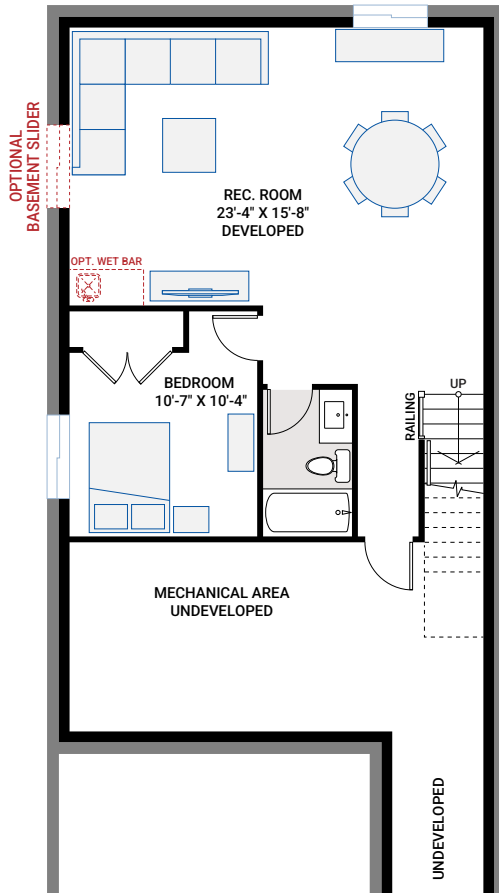 OPTIONAL
BASEMENT SLIDER
REC. ROOM
23'-4" X 15'-8"
DEVELOPED
OPT. WET BAR
BEDROOM
10'-7" X 10'-4"
UP
RAILING
MECHANICAL AREA
UNDEVELOPED
UNDEVELOPED